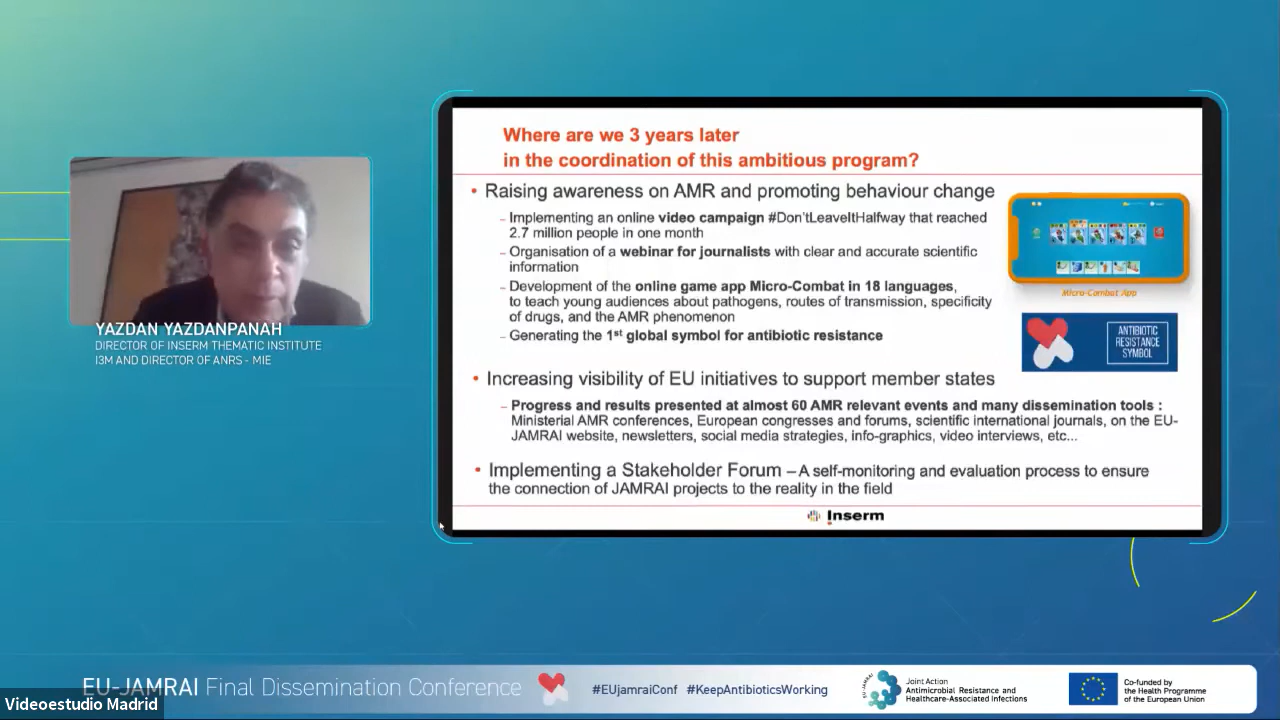 YAZDAN YAZDANPANAH
DIRECTOR OF INSERM THEMATIC INSTITUTE
I3M AND DIRECTOR OF ANRS - MIE
Where are we 3 years later
in the coordination of this ambitious program?
• Raising awareness on AMR and promoting behaviour change
– Implementing an online video campaign #Don'tLeaveItHalfway that reached
2.7 million people in one month
– Organisation of a webinar for journalists with clear and accurate scientific
information
– Development of the online game app Micro-Combat in 18 languages,
to teach young audiences about pathogens, routes of transmission, specificity
of drugs, and the AMR phenomenon
– Generating the 1st global symbol for antibiotic resistance
Micro-Combat App
ANTIBIOTIC
RESISTANCE
SYMBOL
• Increasing visibility of EU initiatives to support member states
– Progress and results presented at almost 60 AMR relevant events and many dissemination tools :
Ministerial AMR conferences, European congresses and forums, scientific international journals, on the EU-
JAMRAI website, newsletters, social media strategies, info-graphics, video interviews, etc...
• Implementing a Stakeholder Forum – A self-monitoring and evaluation process to ensure
the connection of JAMRAI projects to the reality in the field
Inserm
EU-JAMRAI Final Dissemination Conference
#EUjamraiConf #KeepAntibioticsWorking
EU-JAMRAI
Joint Action
Antimicrobial Resistance and
Healthcare-Associated Infections
Co-funded by
the Health Programme
of the European Union
Videoestudio Madrid